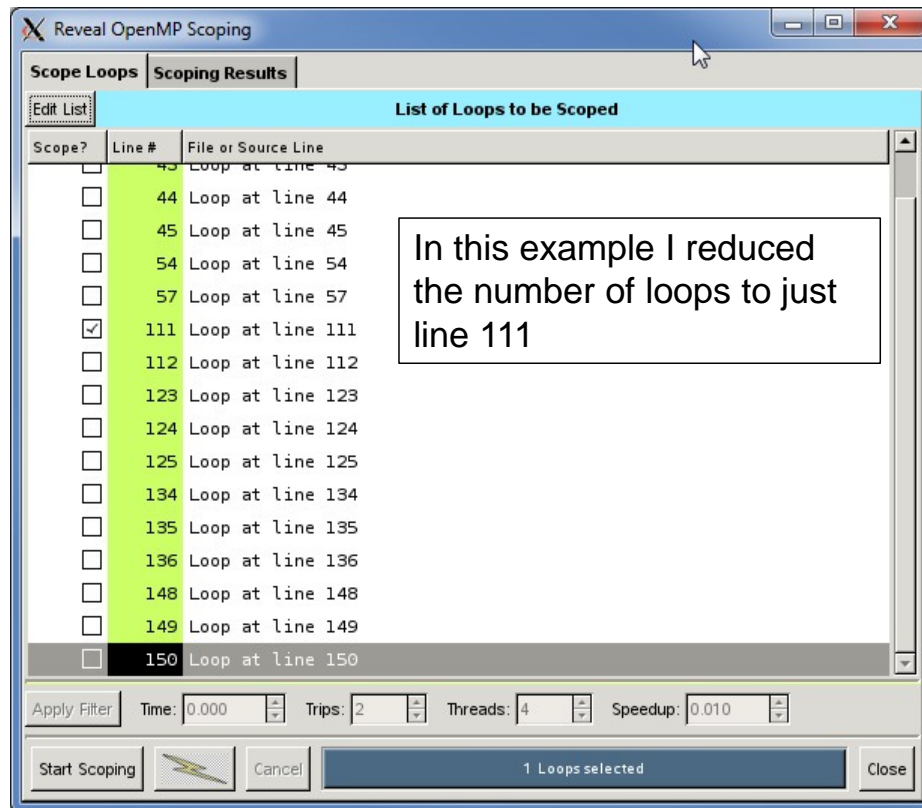 Reveal OpenMP Scoping
Scope Loops Scoping Results
Edit List List of Loops to be Scoped
Scope? Line # File or Source Line
43 Loop at line 43
44 Loop at line 44
45 Loop at line 45
54 Loop at line 54
57 Loop at line 57
111 Loop at line 111
112 Loop at line 112
123 Loop at line 123
124 Loop at line 124
125 Loop at line 125
134 Loop at line 134
135 Loop at line 135
136 Loop at line 136
148 Loop at line 148
149 Loop at line 149
150 Loop at line 150
In this example I reduced
the number of loops to just
line 111
Apply Filter Time: 0.000 Trips: 2 Threads: 4 Speedup: 0.010
Start Scoping Cancel 1 Loops selected Close